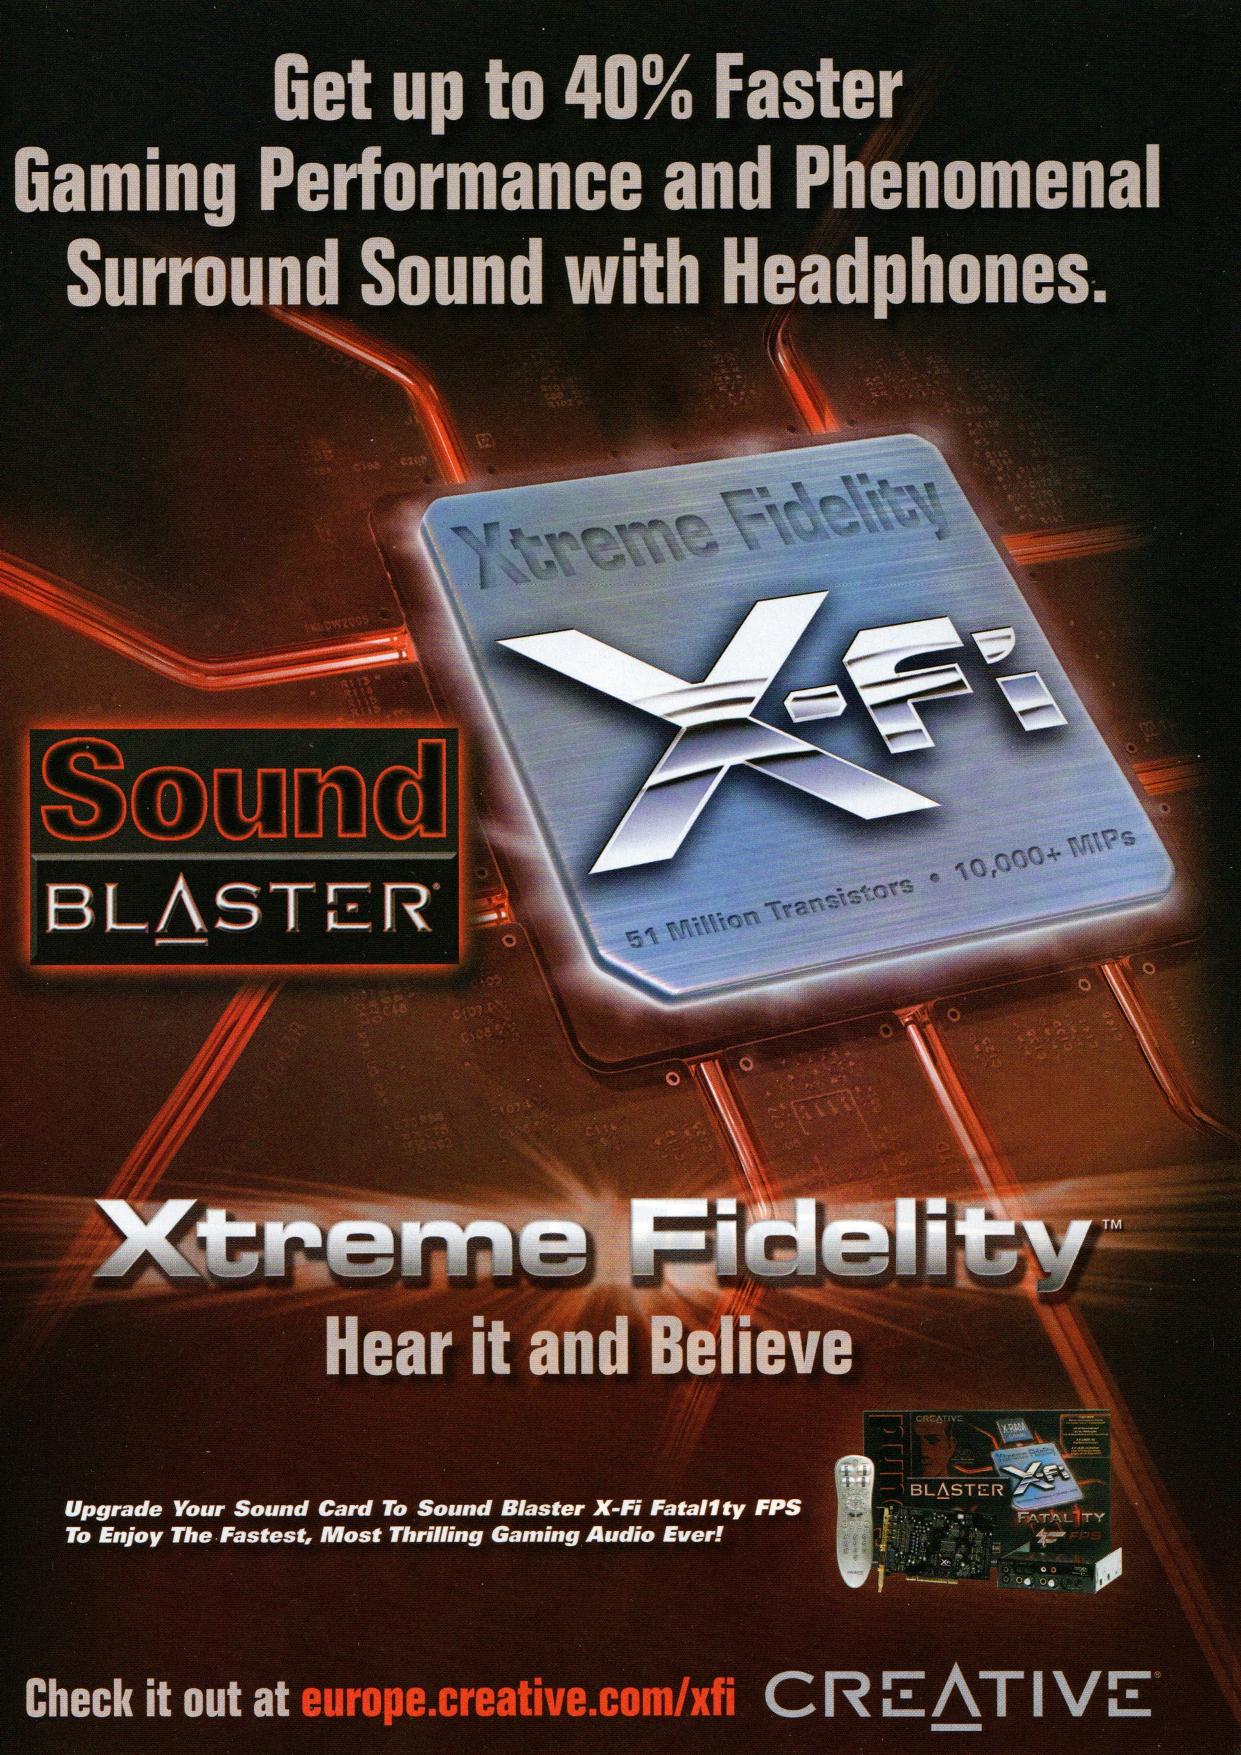 Get up to 40% Faster
Gaming Performance and Phenomenal
Surround Sound with Headphones.
Xtreme Fidelity
X-Fi
51 Million Transistors • 10,000+ MIPs
Sound
BLASTER®
Xtreme Fidelity™
Hear it and Believe
Upgrade Your Sound Card To Sound Blaster X-Fi Fatal1ty FPS
To Enjoy The Fastest, Most Thrilling Gaming Audio Ever!
CREATIVE
X-RAM
Xtreme Fidelity
X-Fi
BLASTER
FATAL1TY
FPS
Check it out at europe.creative.com/xfi
CREATIVE®